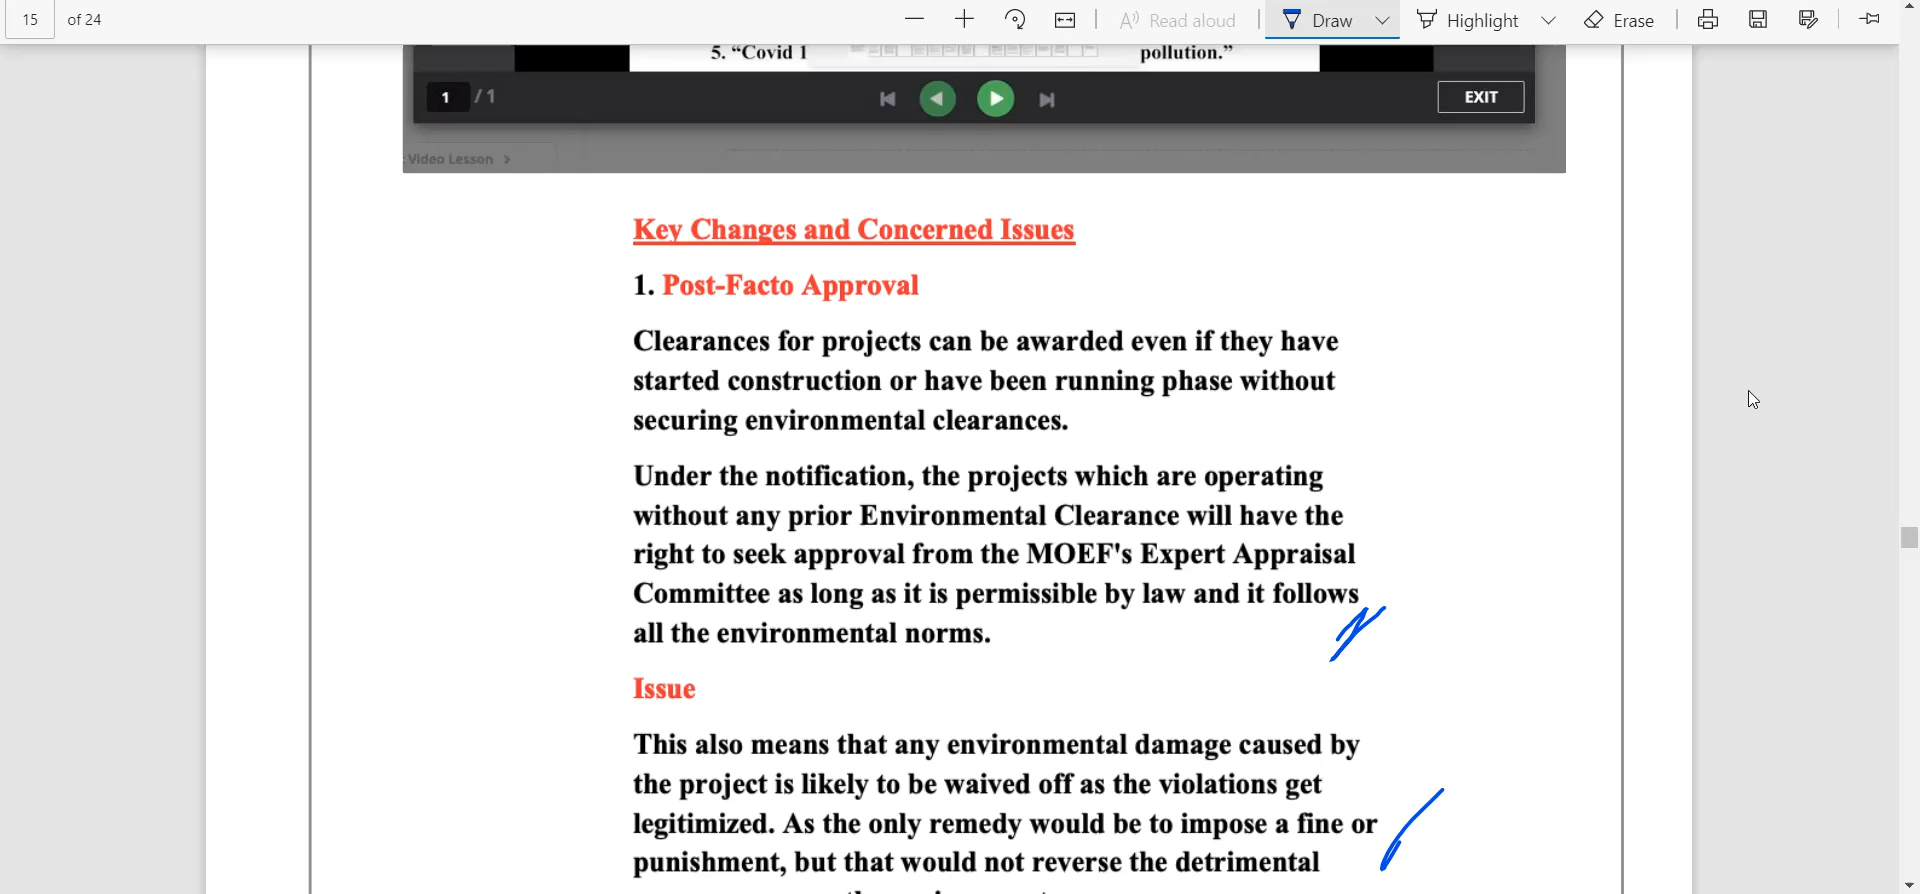 15 of 24 Read aloud Draw Highlight Erase
5. “Covid 1 pollution.”
1 / 1 EXIT
Video Lesson
Key Changes and Concerned Issues
1. Post-Facto Approval
Clearances for projects can be awarded even if they have
started construction or have been running phase without
securing environmental clearances.
Under the notification, the projects which are operating
without any prior Environmental Clearance will have the
right to seek approval from the MOEF's Expert Appraisal
Committee as long as it is permissible by law and it follows
all the environmental norms.
Issue
This also means that any environmental damage caused by
the project is likely to be waived off as the violations get
legitimized. As the only remedy would be to impose a fine or
punishment, but that would not reverse the detrimental